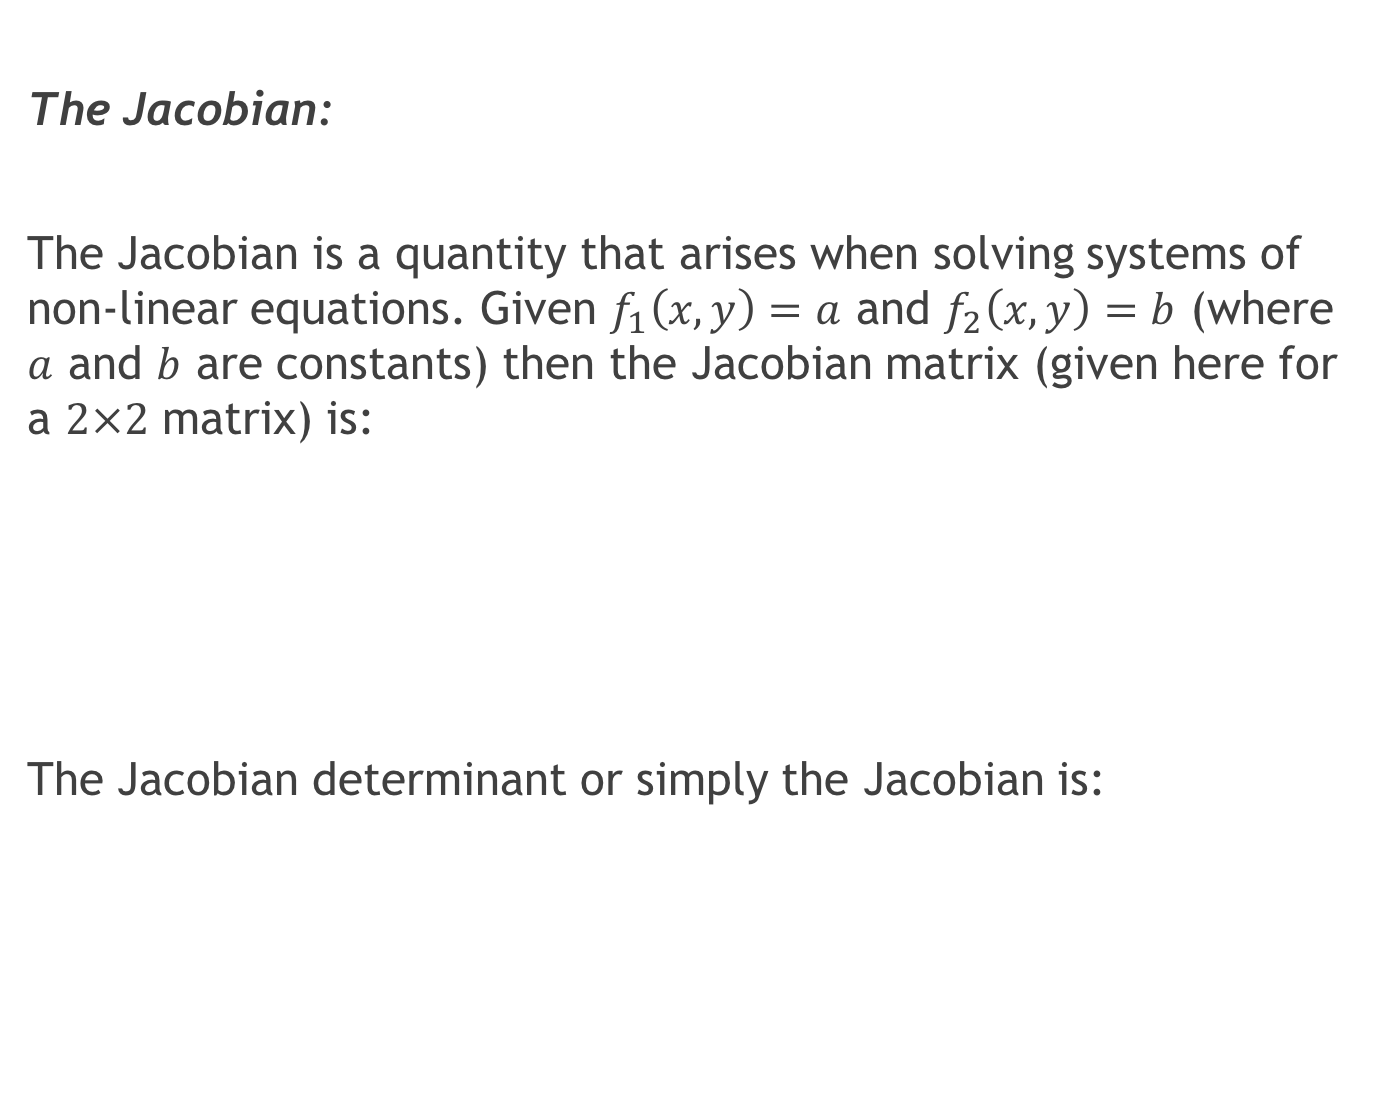 The Jacobian:
The Jacobian is a quantity that arises when solving systems of
non-linear equations. Given f₁(x, y) = a and f₂(x, y) = b (where
a and b are constants) then the Jacobian matrix (given here for
a 2×2 matrix) is:
The Jacobian determinant or simply the Jacobian is: